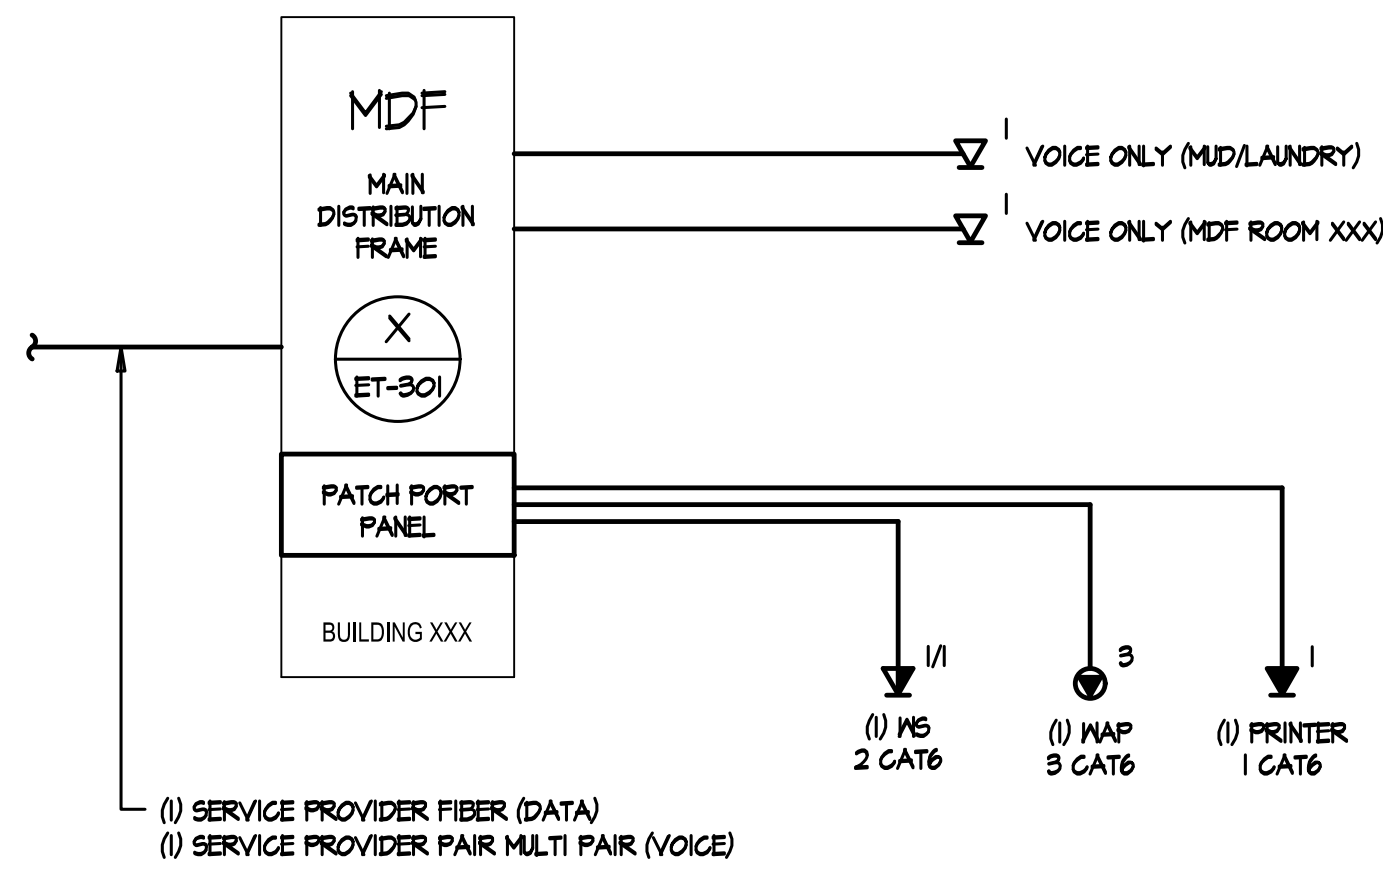 MDF
MAIN
DISTRIBUTION
FRAME
X
ET-301
PATCH PORT
PANEL
BUILDING XXX
1
VOICE ONLY (MUD/LAUNDRY)
1
VOICE ONLY (MDF ROOM XXX)
1/1
(1) WS
2 CAT6
3
(1) WAP
3 CAT6
1
(1) PRINTER
1 CAT6
(1) SERVICE PROVIDER FIBER (DATA)
(1) SERVICE PROVIDER PAIR MULTI PAIR (VOICE)